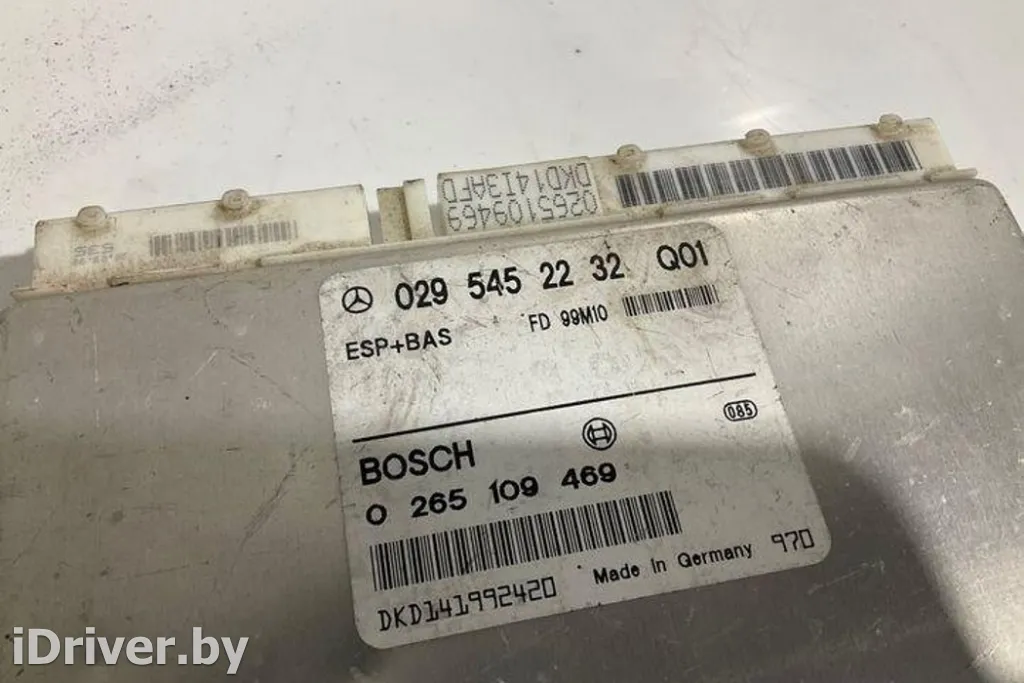 0265109469
DKD14I3AFD
029 545 22 32 Q01
ESP+BAS FD 99M10
085
BOSCH
0 265 109 469
DKD141992420 Made In Germany 970
iDriver.by